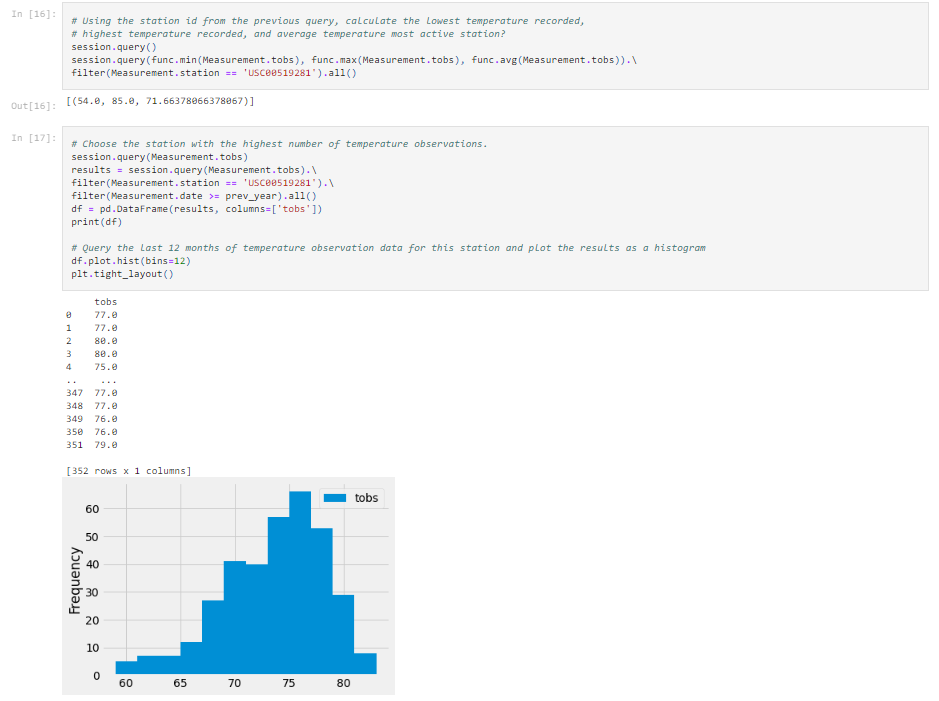 In [16]:
# Using the station id from the previous query, calculate the lowest temperature recorded,
# highest temperature recorded, and average temperature most active station?
session.query()
session.query(func.min(Measurement.tobs), func.max(Measurement.tobs), func.avg(Measurement.tobs)).\
filter(Measurement.station == 'USC00519281').all()
Out[16]:
[(54.0, 85.0, 71.66378066378067)]
In [17]:
# Choose the station with the highest number of temperature observations.
session.query(Measurement.tobs)
results = session.query(Measurement.tobs).\
filter(Measurement.station == 'USC00519281').\
filter(Measurement.date >= prev_year).all()
df = pd.DataFrame(results, columns=['tobs'])
print(df)
# Query the last 12 months of temperature observation data for this station and plot the results as a histogram
df.plot.hist(bins=12)
plt.tight_layout()
tobs
0 77.0
1 77.0
2 80.0
3 80.0
4 75.0
.. ...
347 77.0
348 77.0
349 76.0
350 76.0
351 79.0
[352 rows x 1 columns]
tobs
Frequency
60
50
40
30
20
10
0
60 65 70 75 80